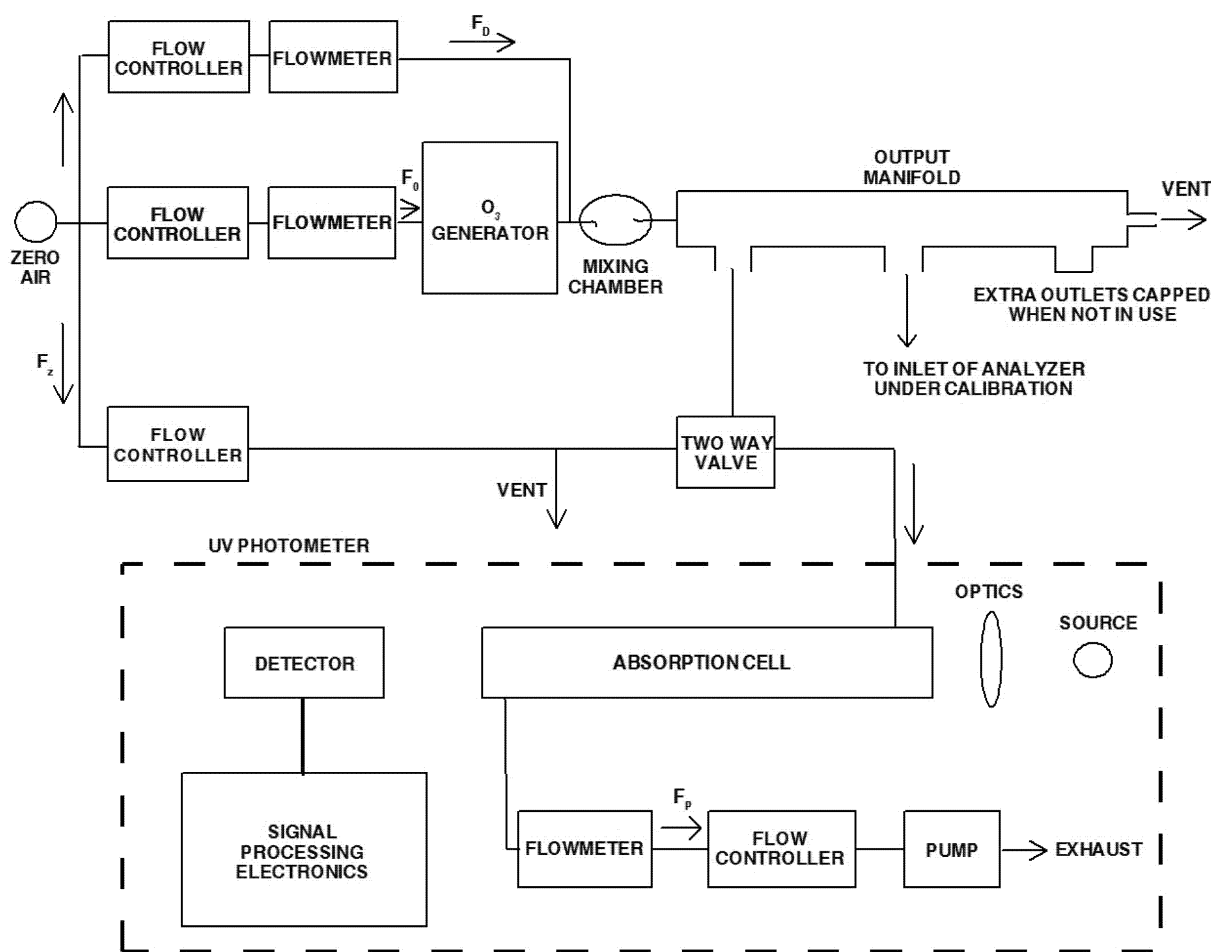 F_D
FLOW
CONTROLLER
FLOWMETER
F_0
FLOW
CONTROLLER
FLOWMETER
O_3
GENERATOR
ZERO
AIR
MIXING
CHAMBER
OUTPUT
MANIFOLD
VENT
EXTRA OUTLETS CAPPED
WHEN NOT IN USE
TO INLET OF ANALYZER
UNDER CALIBRATION
F_z
FLOW
CONTROLLER
VENT
TWO WAY
VALVE
UV PHOTOMETER
OPTICS
SOURCE
DETECTOR
ABSORPTION CELL
SIGNAL
PROCESSING
ELECTRONICS
FLOWMETER
F_p
FLOW
CONTROLLER
PUMP
EXHAUST